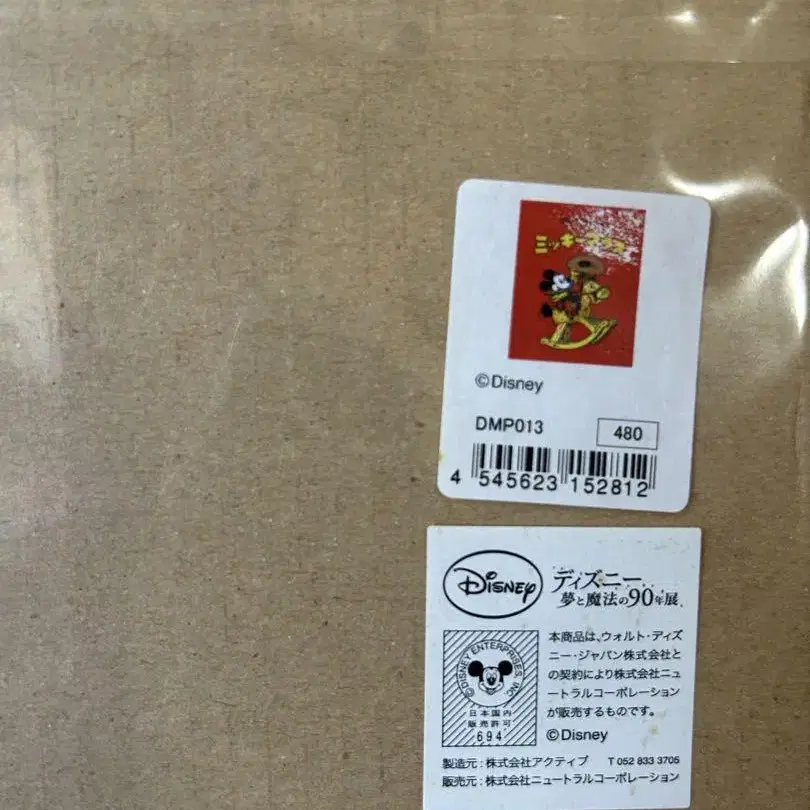 ミッキーマウス
©Disney
DMP013
480
4 545623 152812
DISNEY
ディズニー
夢と魔法の90年展
本商品は、ウォルト・ディズ
ニー・ジャパン株式会社と
の契約により株式会社ニュ
ートラルコーポレーション
が販売するものです。
©Disney
©DISNEY ENTERPRISES, INC.
日本国内
販売許可
694
製造元：株式会社アクティブ T 052 833 3705
販売元：株式会社ニュートラルコーポレーション